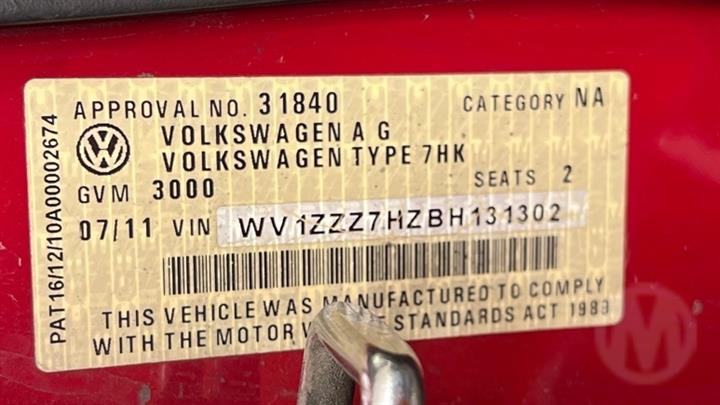 APPROVAL NO. 31840 CATEGORY NA
VOLKSWAGEN A G
VOLKSWAGEN TYPE 7HK
GVM 3000 SEATS 2
07/11 VIN WV1ZZZ7HZBH131302
THIS VEHICLE WAS MANUFACTURED TO COMPLY
WITH THE MOTOR STANDARDS ACT 1989
PAT16/12/10A00002674
M